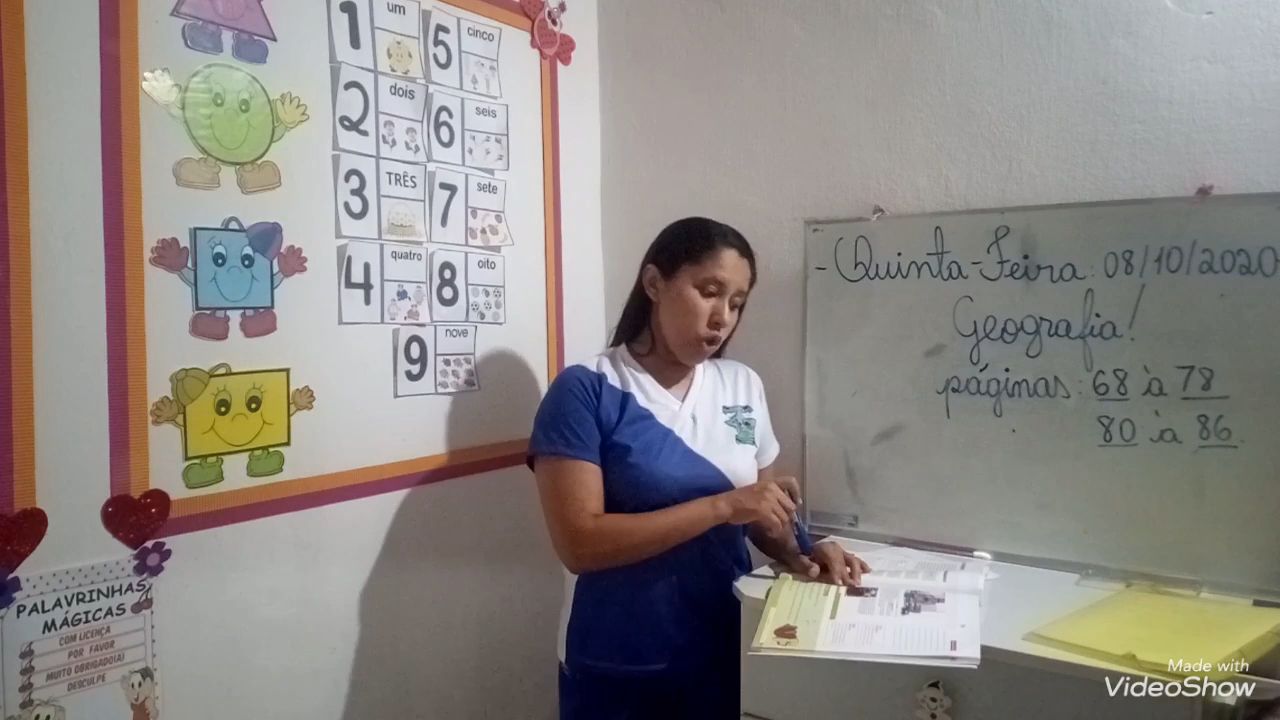 1 um
2 dois
3 TRÊS
4 quatro
5 cinco
6 seis
7 sete
8 oito
9 nove
PALAVRINHAS
MÁGICAS
COM LICENÇA
POR FAVOR
MUITO OBRIGADO(A)
DESCULPE
- Quinta-Feira: 08/10/2020
Geografia!
páginas: 68 à 78
80 à 86.
Made with
VideoShow